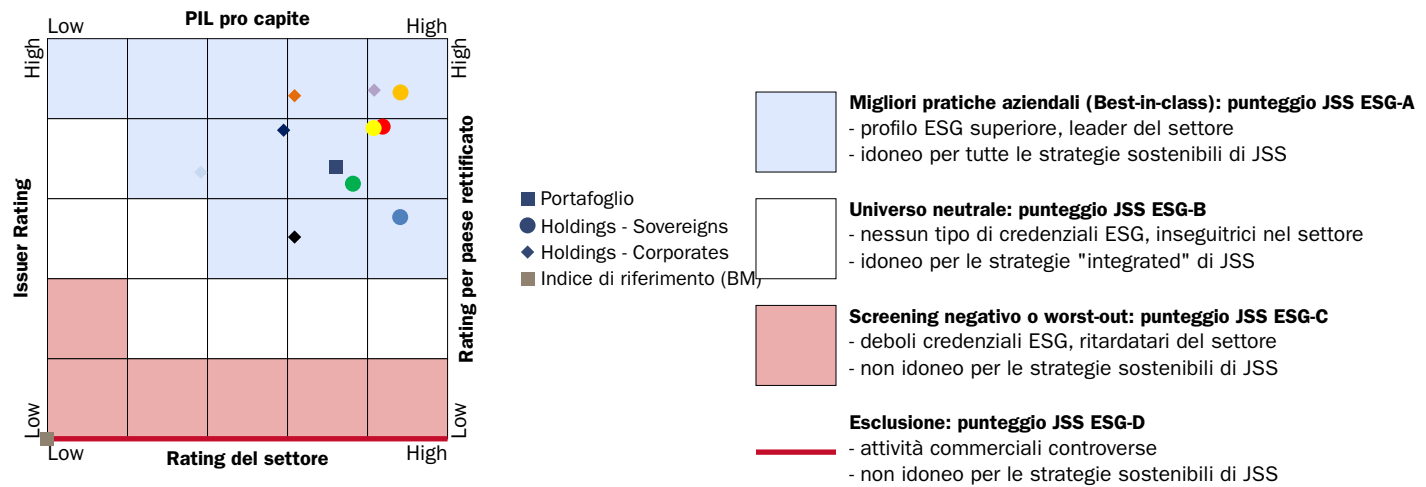 PIL pro capite
Low
High
High
High
Issuer Rating
Rating per paese rettificato
Low
Low
Low
High
Rating del settore
Portafoglio
Holdings - Sovereigns
Holdings - Corporates
Indice di riferimento (BM)
Migliori pratiche aziendali (Best-in-class): punteggio JSS ESG-A
- profilo ESG superiore, leader del settore
- idoneo per tutte le strategie sostenibili di JSS
Universo neutrale: punteggio JSS ESG-B
- nessun tipo di credenziali ESG, inseguitrici nel settore
- idoneo per le strategie "integrated" di JSS
Screening negativo o worst-out: punteggio JSS ESG-C
- deboli credenziali ESG, ritardatari del settore
- non idoneo per le strategie sostenibili di JSS
Esclusione: punteggio JSS ESG-D
- attività commerciali controverse
- non idoneo per le strategie sostenibili di JSS